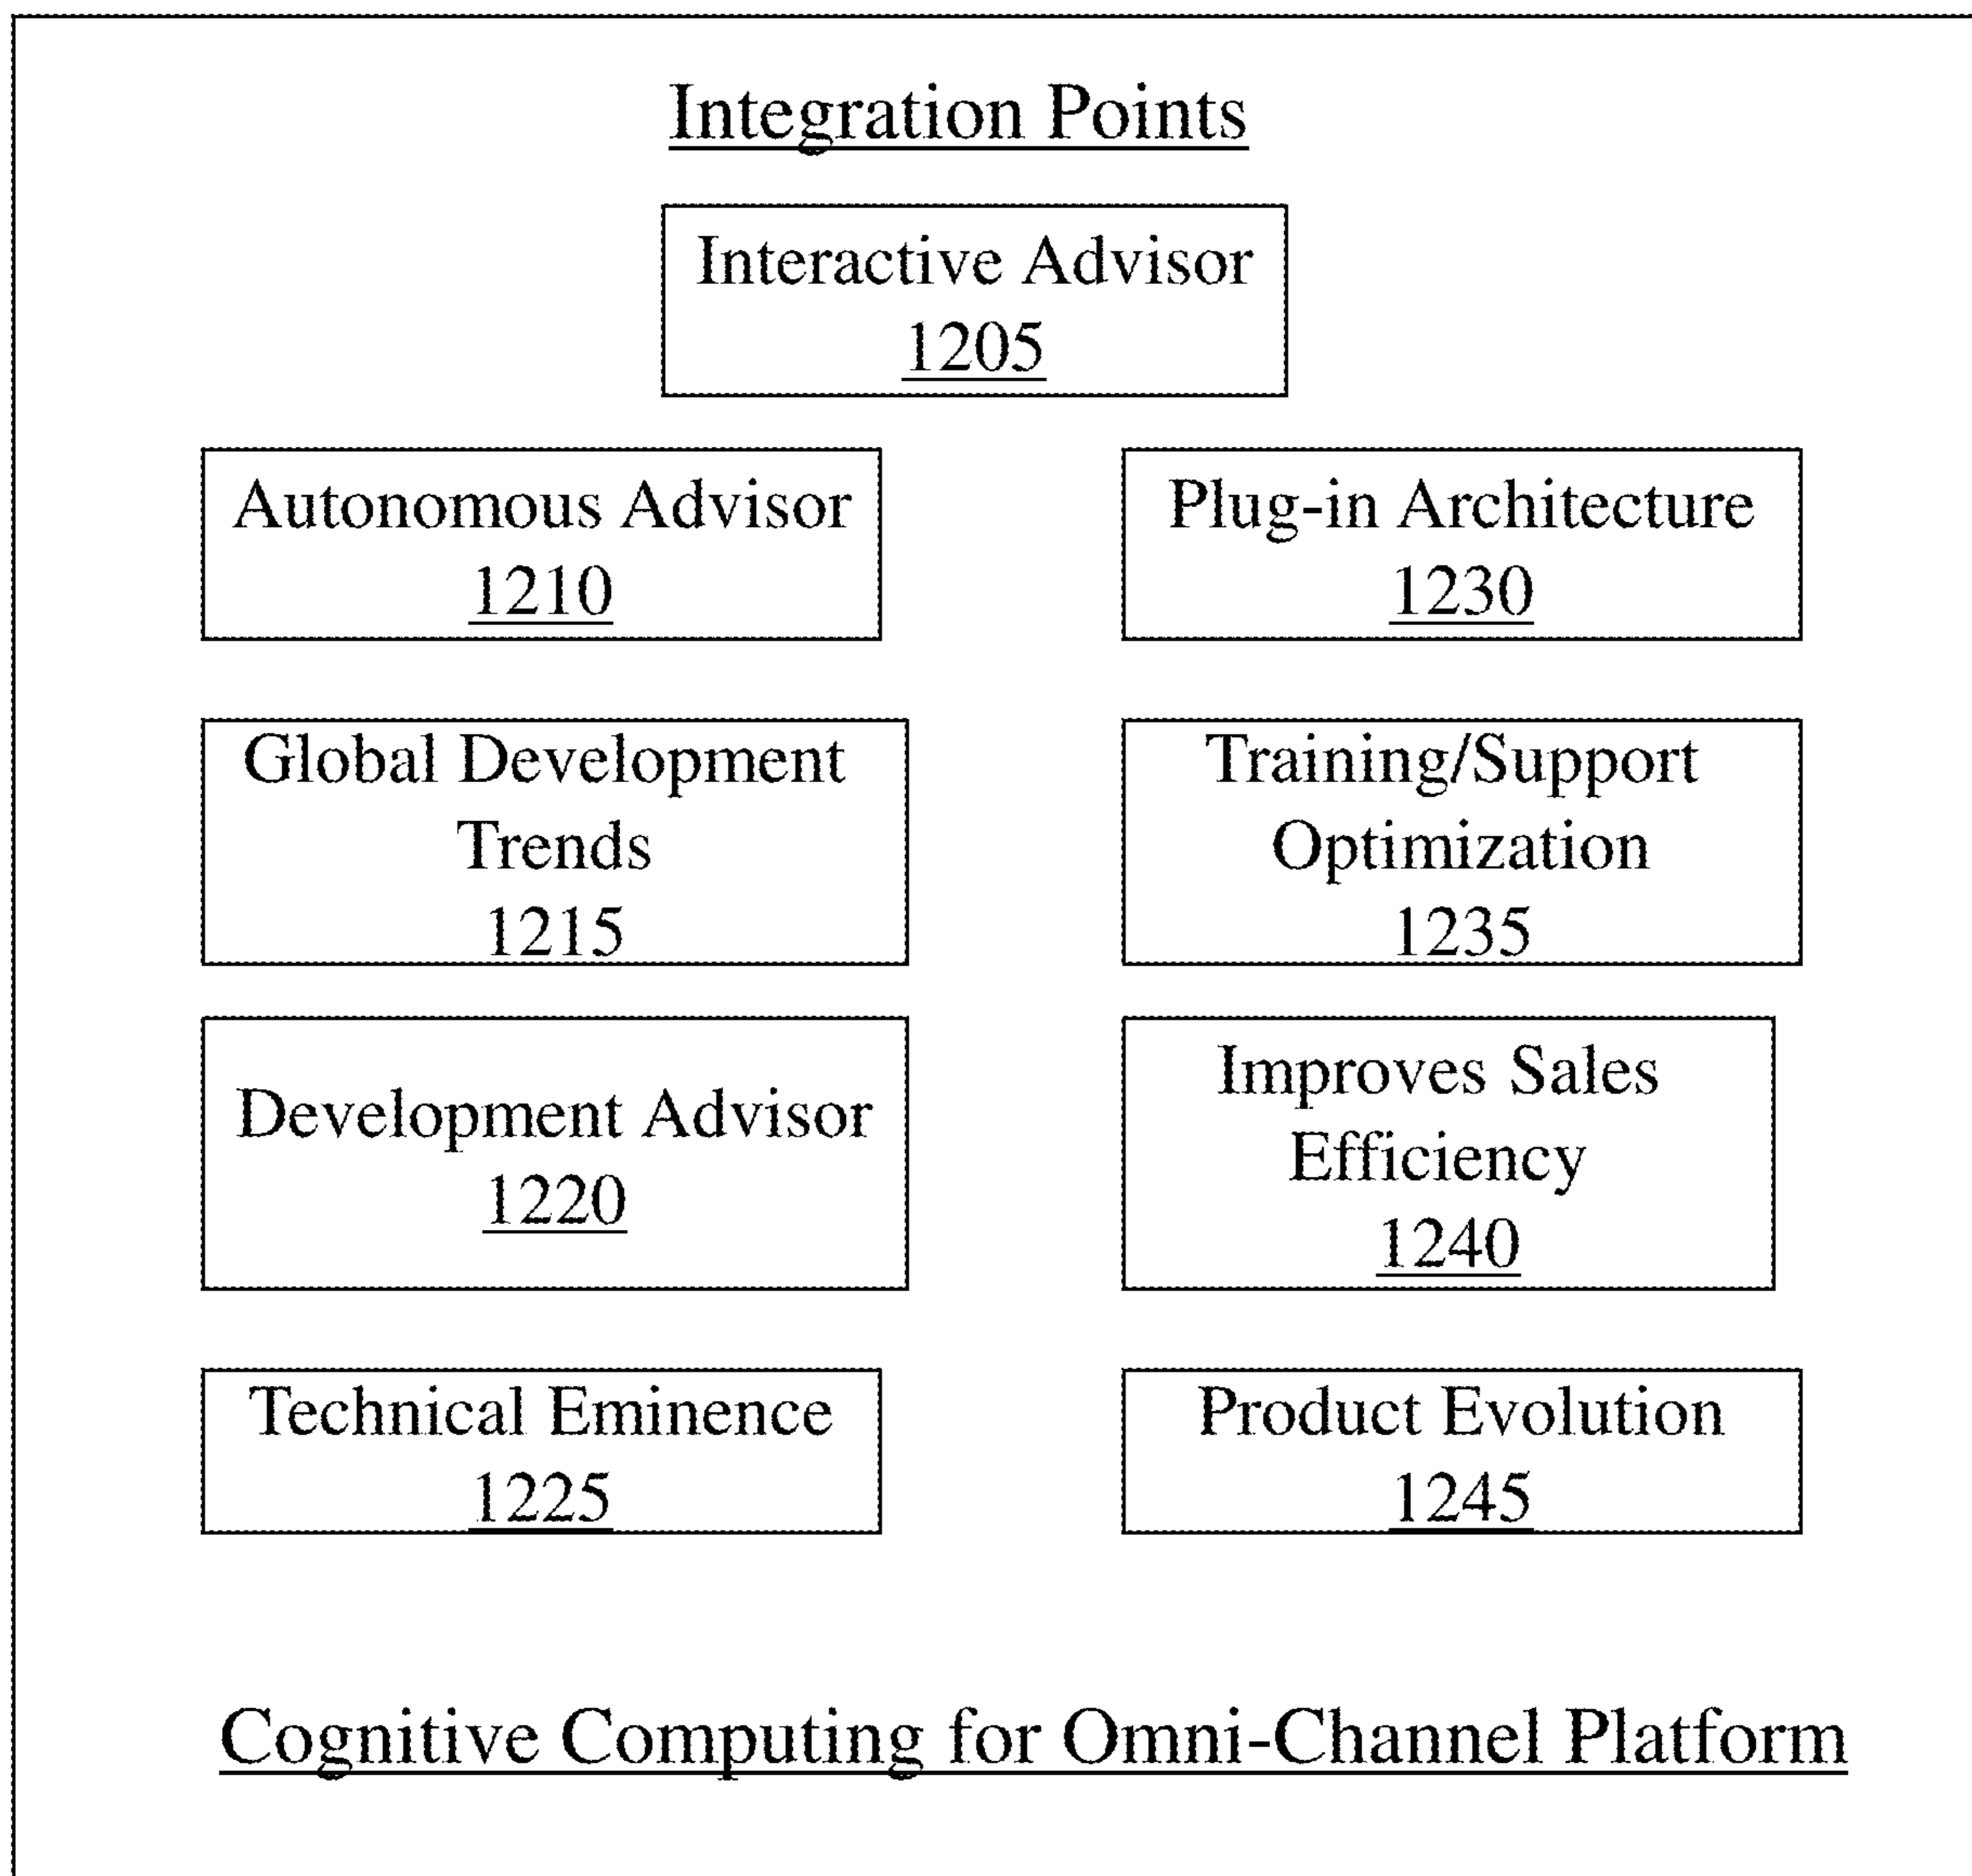 Integration Points
Interactive Advisor
1205
Autonomous Advisor
1210
Plug-in Architecture
1230
Global Development
Trends
1215
Training/Support
Optimization
1235
Development Advisor
1220
Improves Sales
Efficiency
1240
Technical Eminence
1225
Product Evolution
1245
Cognitive Computing for Omni-Channel Platform